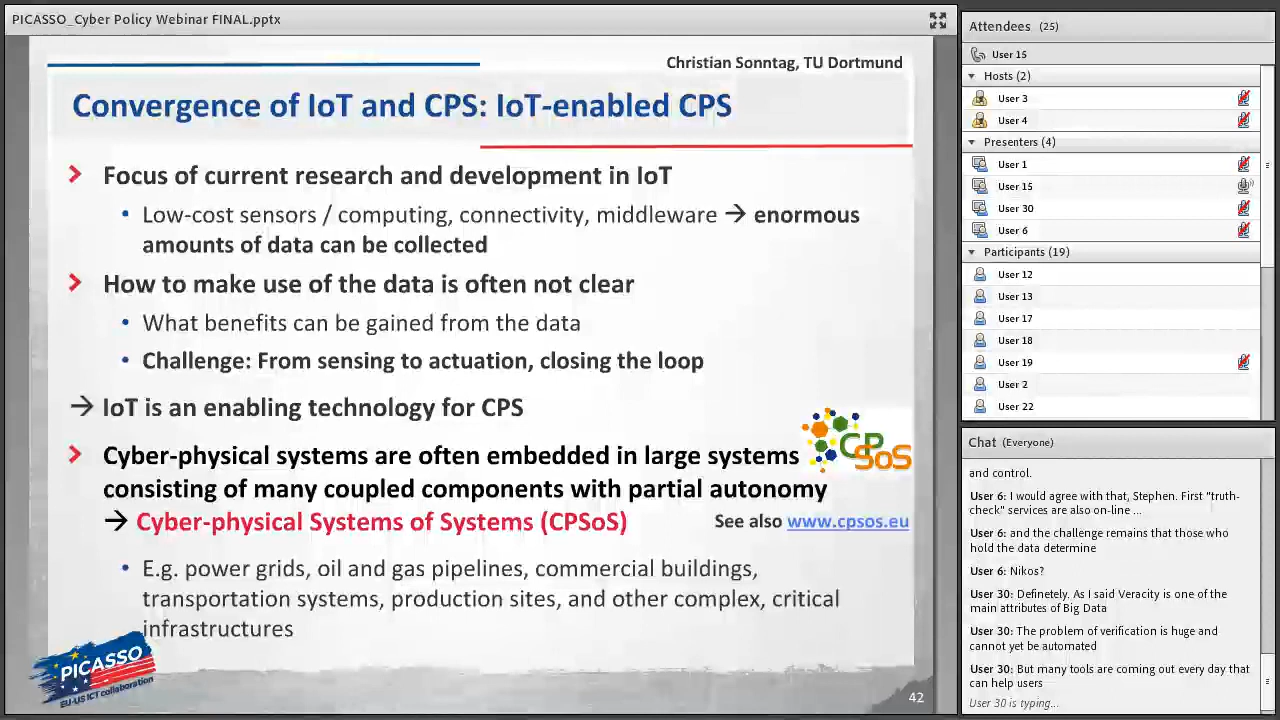 PICASSO_Cyber Policy Webinar FINAL.pptx
Christian Sonntag, TU Dortmund
Convergence of IoT and CPS: IoT-enabled CPS
Focus of current research and development in IoT
• Low-cost sensors / computing, connectivity, middleware → enormous
amounts of data can be collected
How to make use of the data is often not clear
• What benefits can be gained from the data
• Challenge: From sensing to actuation, closing the loop
→ IoT is an enabling technology for CPS
CPSoS
Cyber-physical systems are often embedded in large systems
consisting of many coupled components with partial autonomy
→ Cyber-physical Systems of Systems (CPSoS)
See also www.cpsos.eu
• E.g. power grids, oil and gas pipelines, commercial buildings,
transportation systems, production sites, and other complex, critical
infrastructures
PICASSO
EU-US ICT collaboration
42
Attendees (25)
User 15
Hosts (2)
User 3
User 4
Presenters (4)
User 1
User 15
User 30
User 6
Participants (19)
User 12
User 13
User 17
User 18
User 19
User 2
User 22
Chat (Everyone)
and control.
User 6: I would agree with that, Stephen. First "truth-
check" services are also on-line ...
User 6: and the challenge remains that those who
hold the data determine
User 6: Nikos?
User 30: Definetely. As I said Veracity is one of the
main attributes of Big Data
User 30: The problem of verification is huge and
cannot yet be automated
User 30: But many tools are coming out every day that
can help users
User 30 is typing...